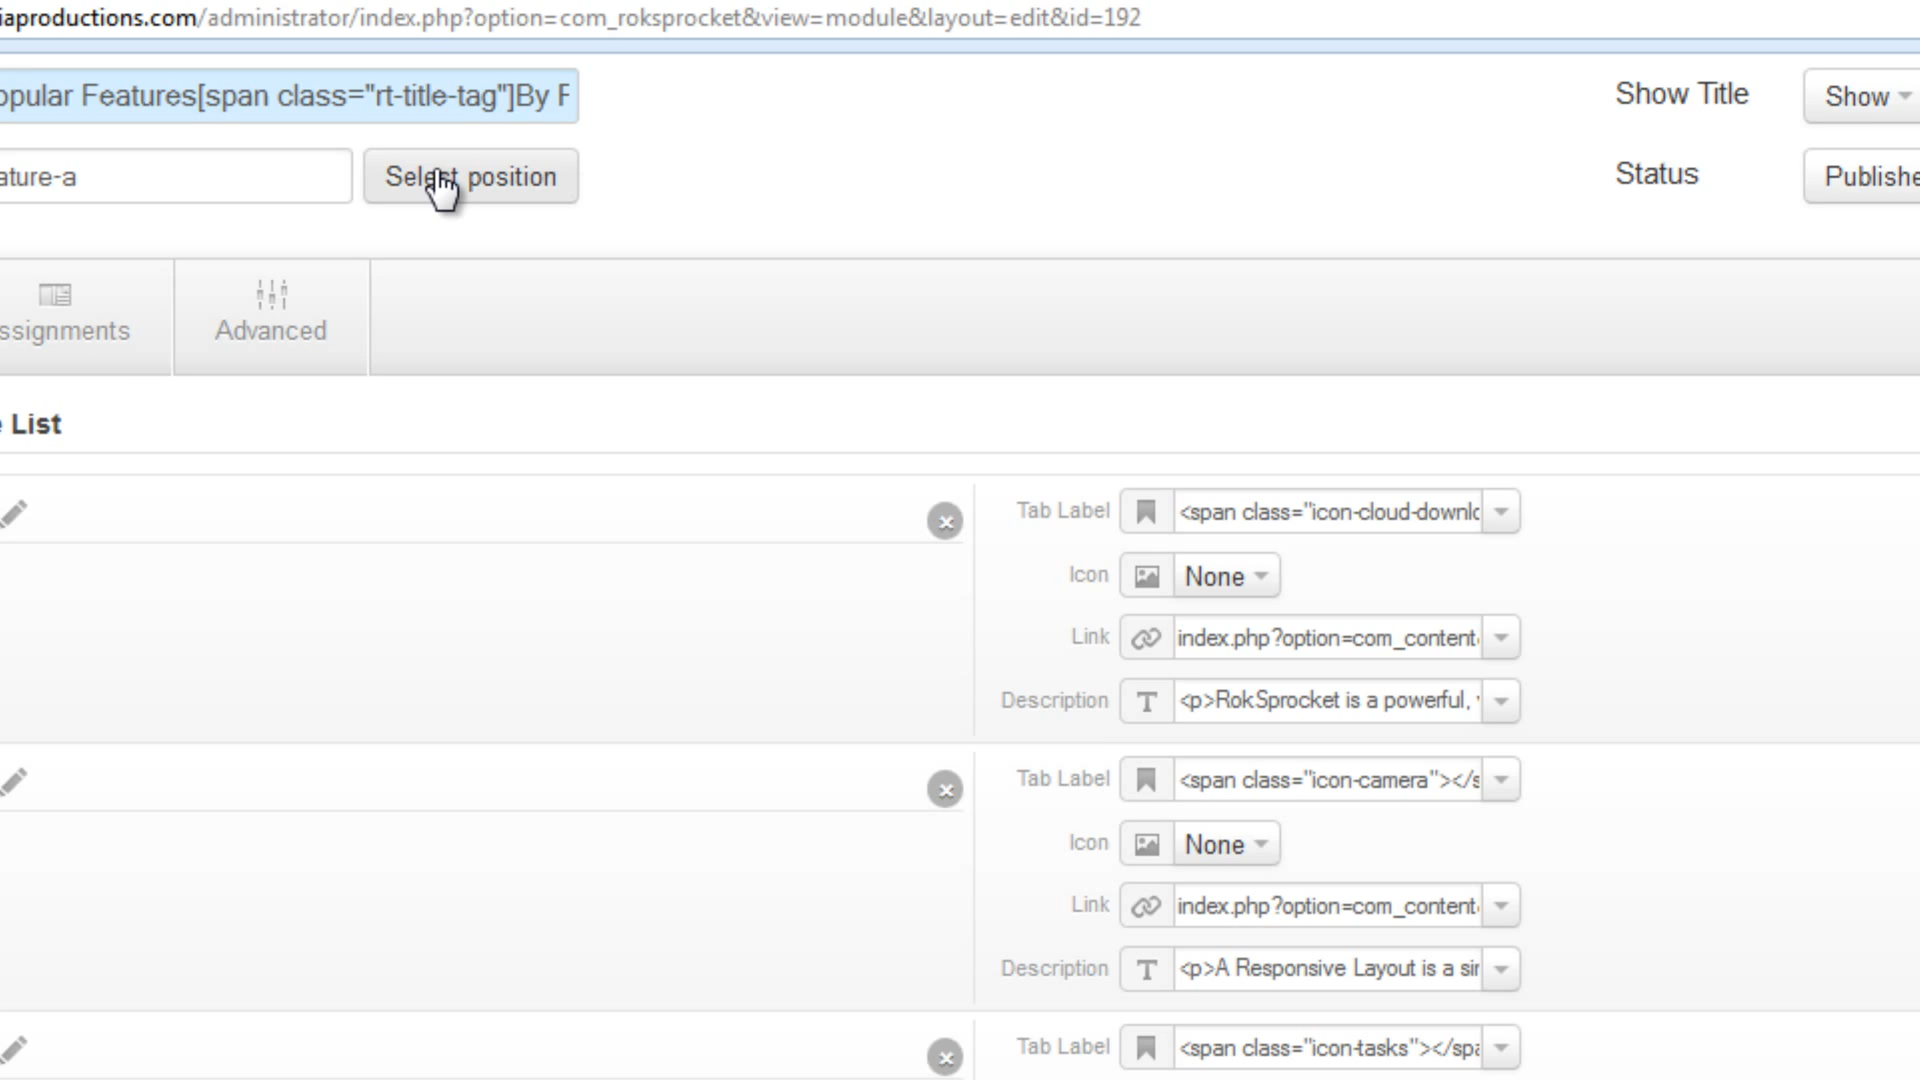 iaproductions.com/administrator/index.php?option=com_roksprocket&view=module&layout=edit&id=192
opular Features[span class="rt-title-tag"]By F
Show Title
Show
ature-a
Select position
Status
Publishe
ssignments
Advanced
e List
Tab Label
<span class="icon-cloud-downlo
Icon
None
Link
index.php?option=com_content
Description
<p>RokSprocket is a powerful,
Tab Label
<span class="icon-camera"></s
Icon
None
Link
index.php?option=com_content
Description
<p>A Responsive Layout is a sin
Tab Label
<span class="icon-tasks"></spa